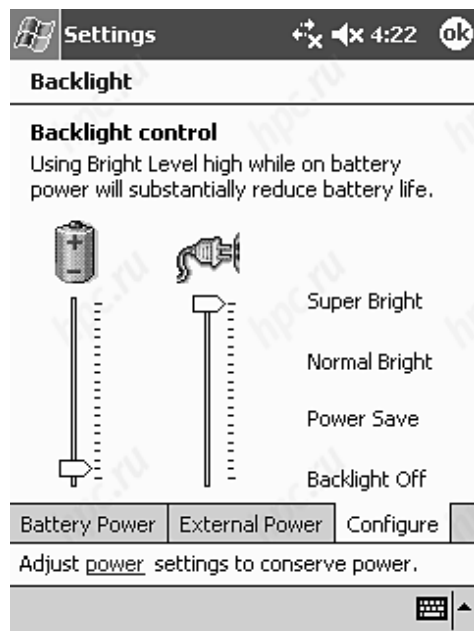 Settings 4:22 ok
Backlight
Backlight control
Using Bright Level high while on battery
power will substantially reduce battery life.
Super Bright
Normal Bright
Power Save
Backlight Off
Battery Power External Power Configure
Adjust power settings to conserve power.
hpc.ru